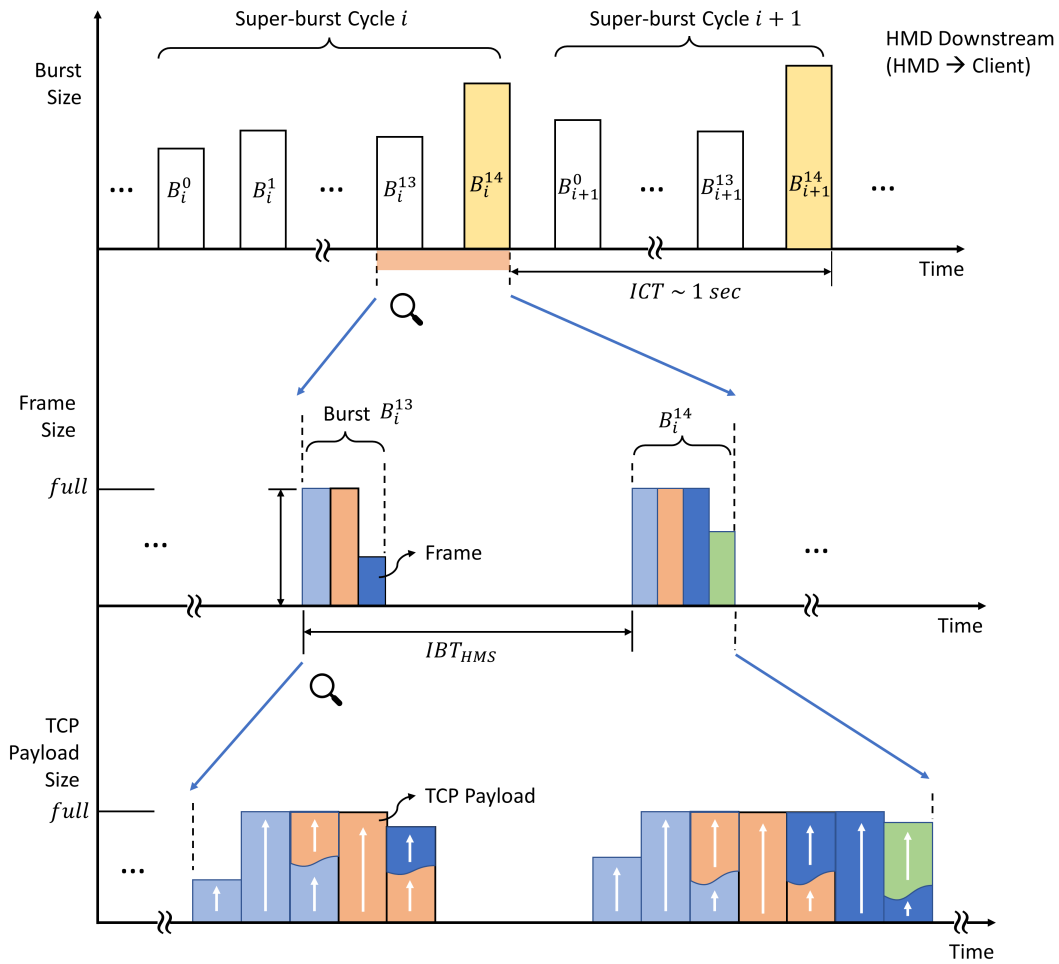 Super-burst Cycle i
Super-burst Cycle i + 1
HMD Downstream
(HMD → Client)
Burst
Size
...
B_i^0
B_i^1
...
B_i^13
B_i^14
B_{i+1}^0
...
B_{i+1}^13
B_{i+1}^14
...
Time
ICT ~ 1 sec
Frame
Size
Burst B_i^13
B_i^14
full
...
Frame
...
Time
IBT_HMS
TCP
Payload
Size
full
TCP Payload
...
Time